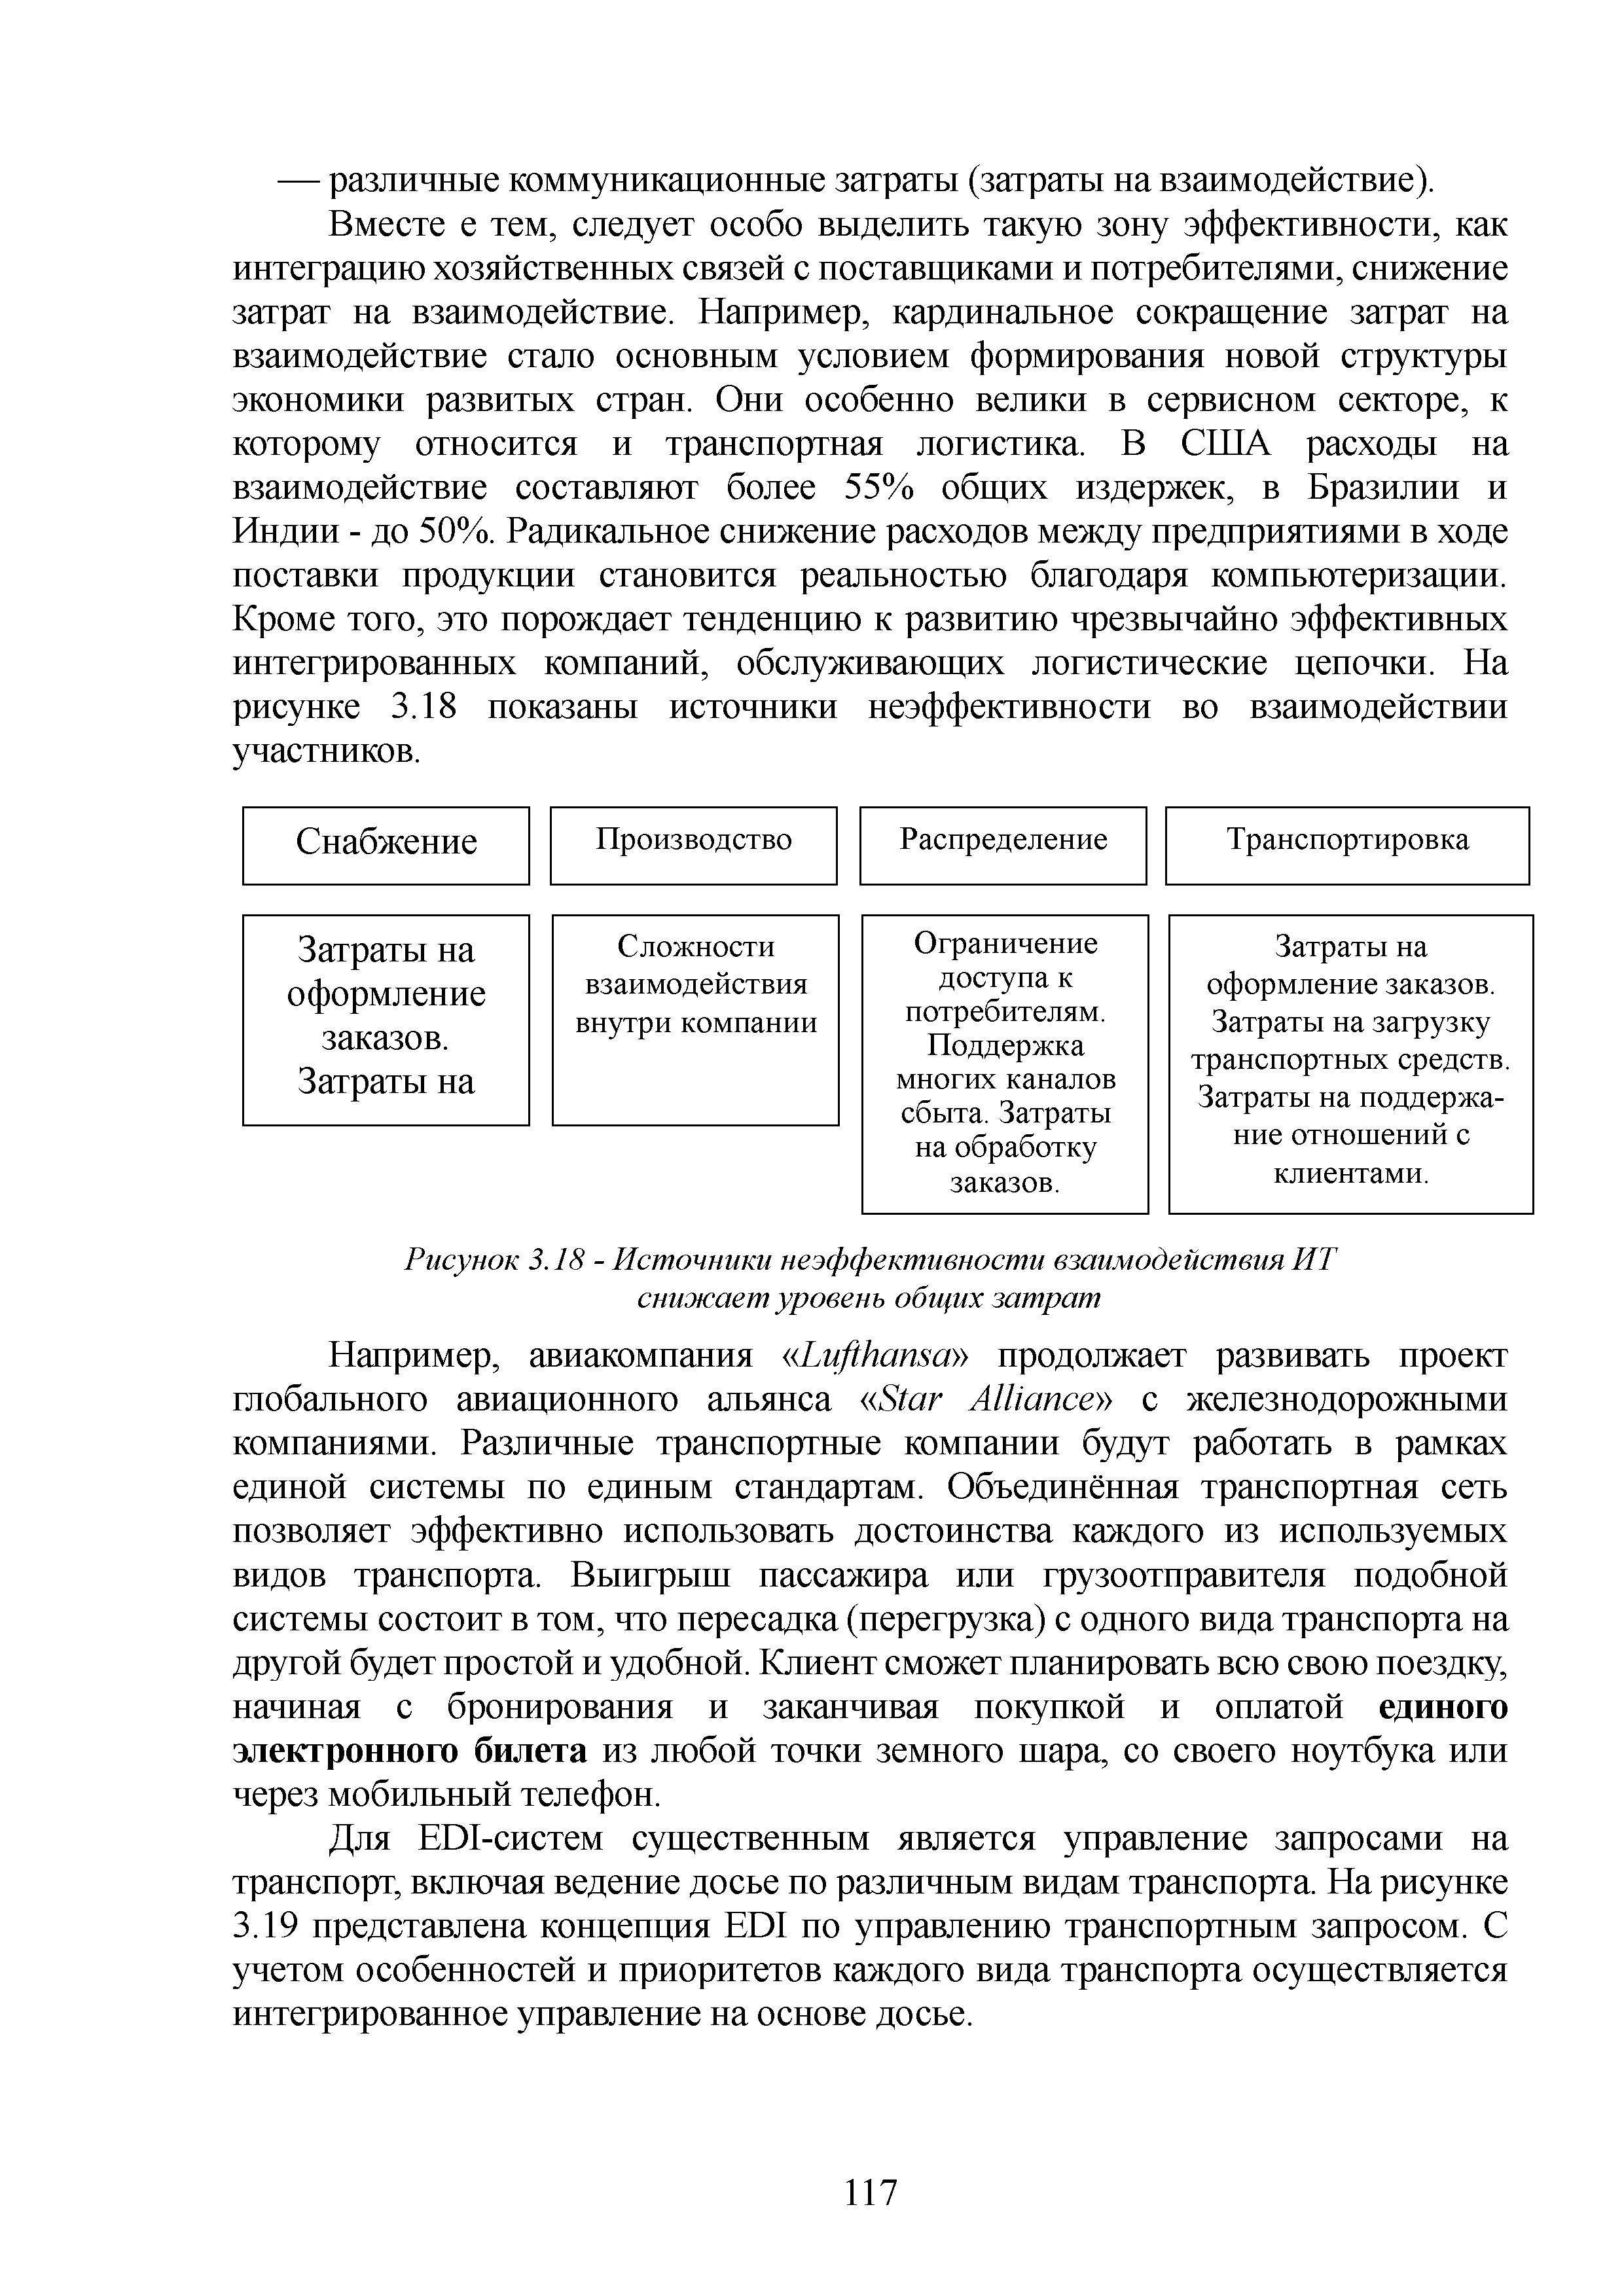 — различные коммуникационные затраты (затраты на взаимодействие).
Вместе е тем, следует особо выделить такую зону эффективности, как
интеграцию хозяйственных связей с поставщиками и потребителями, снижение
затрат на взаимодействие. Например, кардинальное сокращение затрат на
взаимодействие стало основным условием формирования новой структуры
экономики развитых стран. Они особенно велики в сервисном секторе, к
которому относится и транспортная логистика. В США расходы на
взаимодействие составляют более 55% общих издержек, в Бразилии и
Индии - до 50%. Радикальное снижение расходов между предприятиями в ходе
поставки продукции становится реальностью благодаря компьютеризации.
Кроме того, это порождает тенденцию к развитию чрезвычайно эффективных
интегрированных компаний, обслуживающих логистические цепочки. На
рисунке 3.18 показаны источники неэффективности во взаимодействии
участников.
Снабжение
Производство
Распределение
Транспортировка
Затраты на
оформление
заказов.
Затраты на
Сложности
взаимодействия
внутри компании
Ограничение
доступа к
потребителям.
Поддержка
многих каналов
сбыта. Затраты
на обработку
заказов.
Затраты на
оформление заказов.
Затраты на загрузку
транспортных средств.
Затраты на поддержа-
ние отношений с
клиентами.
Рисунок 3.18 - Источники неэффективности взаимодействия ИТ
снижает уровень общих затрат
Например, авиакомпания «Lufthansa» продолжает развивать проект
глобального авиационного альянса «Star Alliance» с железнодорожными
компаниями. Различные транспортные компании будут работать в рамках
единой системы по единым стандартам. Объединённая транспортная сеть
позволяет эффективно использовать достоинства каждого из используемых
видов транспорта. Выигрыш пассажира или грузоотправителя подобной
системы состоит в том, что пересадка (перегрузка) с одного вида транспорта на
другой будет простой и удобной. Клиент сможет планировать всю свою поездку,
начиная с бронирования и заканчивая покупкой и оплатой единого
электронного билета из любой точки земного шара, со своего ноутбука или
через мобильный телефон.
Для EDI-систем существенным является управление запросами на
транспорт, включая ведение досье по различным видам транспорта. На рисунке
3.19 представлена концепция EDI по управлению транспортным запросом. С
учетом особенностей и приоритетов каждого вида транспорта осуществляется
интегрированное управление на основе досье.
117